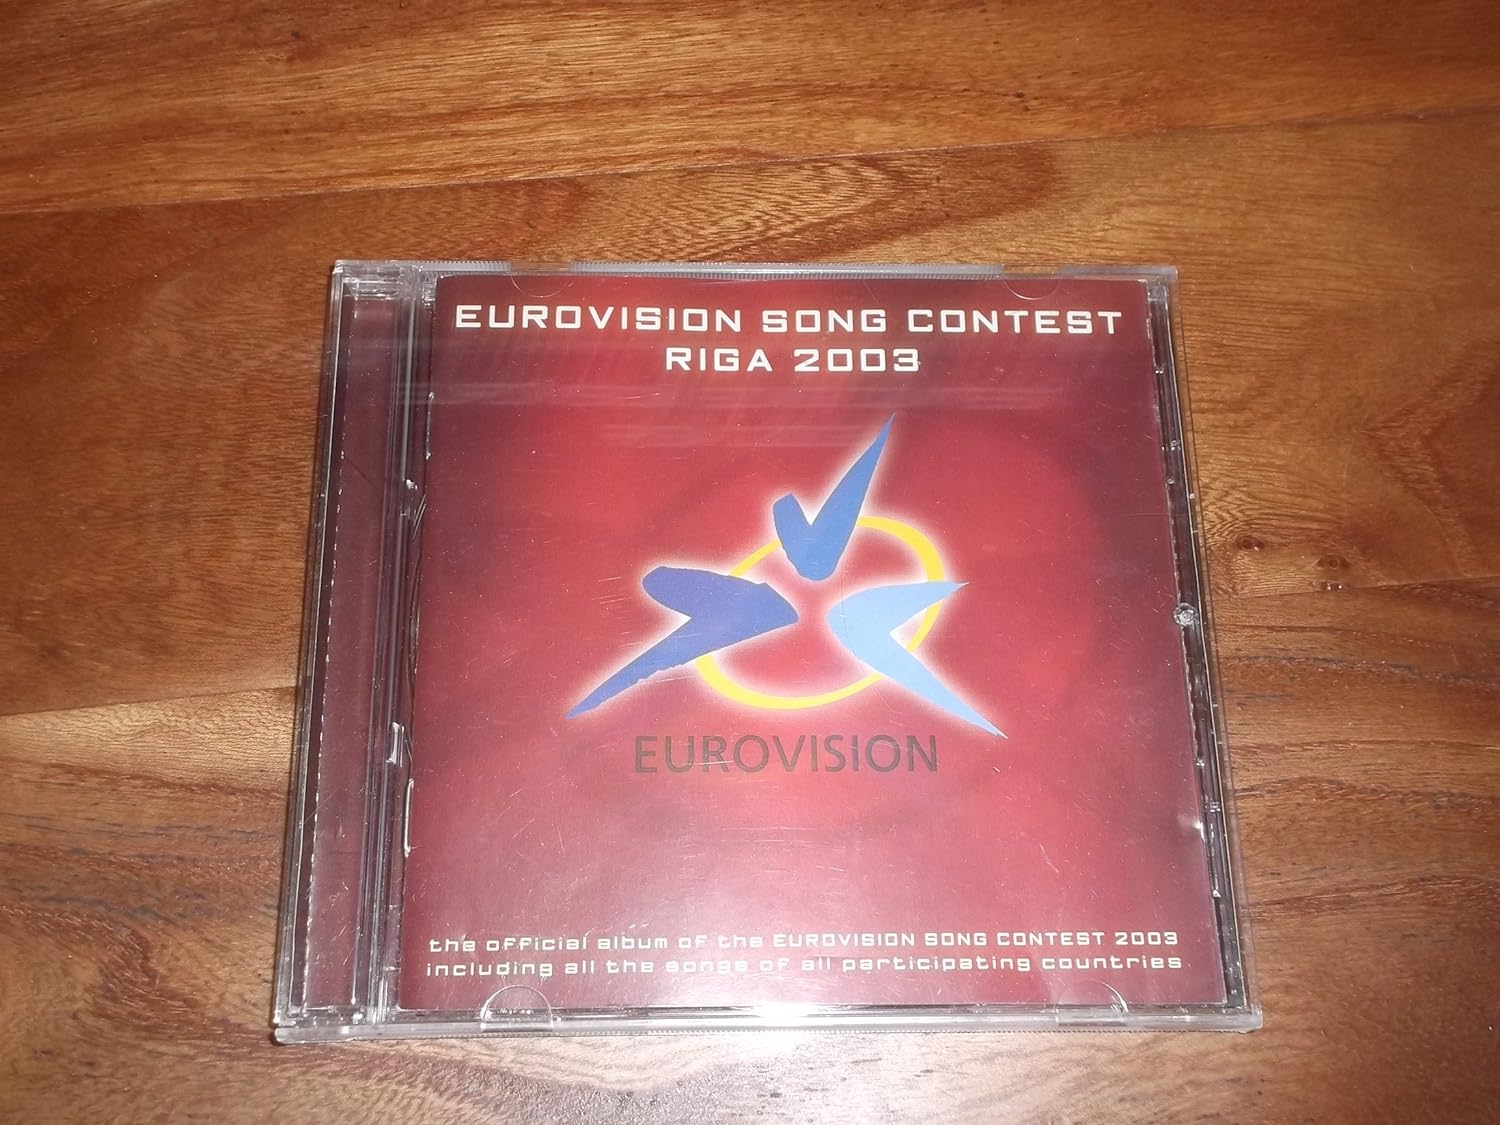 EUROVISION SONG CONTEST
RIGA 2003
EUROVISION
the official album of the EUROVISION SONG CONTEST 2003
including all the songs of all participating countries